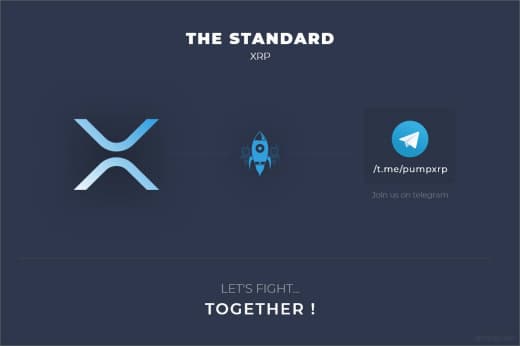 THE STANDARD
XRP
/t.me/pumpxrp
Join us on telegram
LET'S FIGHT...
TOGETHER !